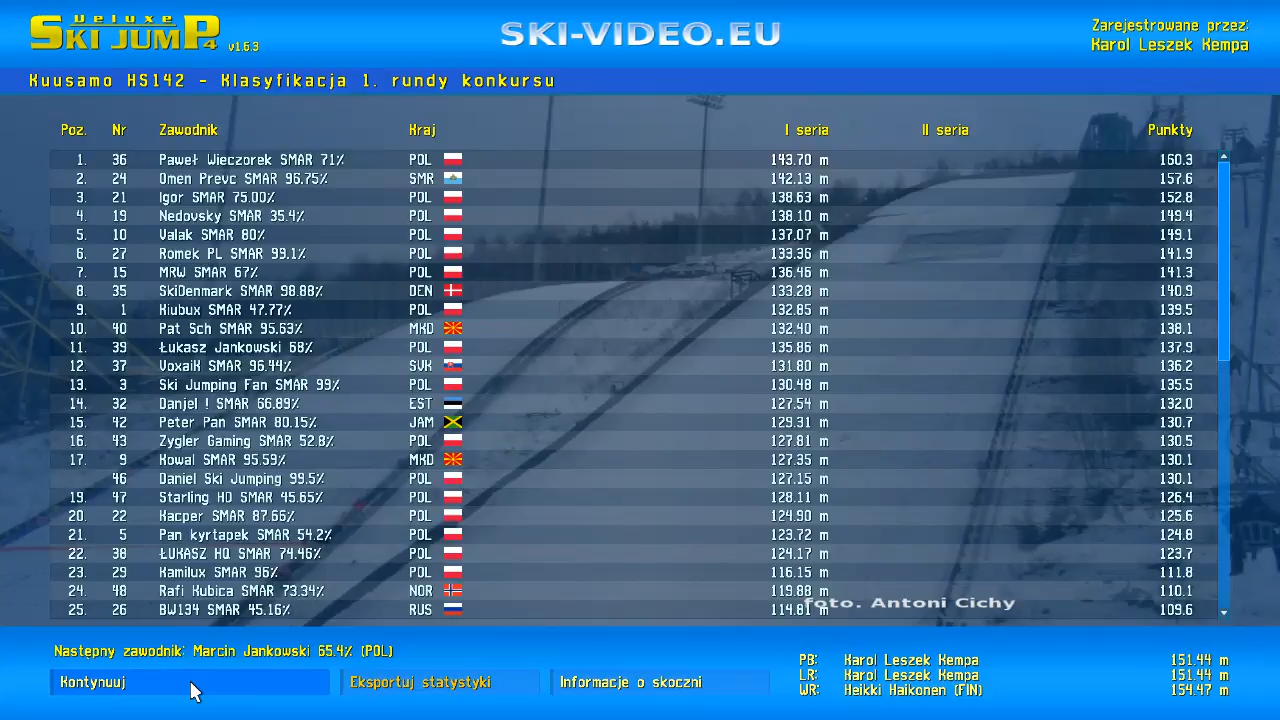 Deluxe
SKI JUMP 4 v1.6.3
SKI-VIDEO.EU
Zarejestrowane przez:
Karol Leszek Kempa
Kuusamo HS142 - Klasyfikacja 1. rundy konkursu
Poz. Nr Zawodnik Kraj I seria II seria Punkty
1. 36 Paweł Wieczorek SMAR 71% POL 143.70 m 160.3
2. 24 Omen Prevc SMAR 96.75% SMR 142.13 m 157.6
3. 21 Igor SMAR 75.00% POL 138.63 m 152.8
4. 19 Nedovsky SMAR 35.4% POL 138.10 m 149.4
5. 10 Valak SMAR 80% POL 137.07 m 149.1
6. 27 Romek PL SMAR 99.1% POL 133.36 m 141.9
7. 15 MRW SMAR 67% POL 136.46 m 141.3
8. 35 SkiDenmark SMAR 98.88% DEN 133.28 m 140.9
9. 1 Kiubux SMAR 47.77% POL 132.85 m 139.5
10. 40 Pat Sch SMAR 95.63% MKD 132.40 m 138.1
11. 39 Łukasz Jankowski 68% POL 135.86 m 137.9
12. 37 VoxaiK SMAR 96.44% SVK 131.80 m 136.2
13. 3 Ski Jumping Fan SMAR 99% POL 130.48 m 135.5
14. 32 Danjel ! SMAR 66.89% EST 127.54 m 132.0
15. 42 Peter Pan SMAR 80.15% JAM 129.31 m 130.7
16. 43 Zygler Gaming SMAR 52.8% POL 127.81 m 130.5
17. 9 Kowal SMAR 95.59% MKD 127.35 m 130.1
46 Daniel Ski Jumping 99.5% POL 127.15 m 130.1
19. 47 Starling HD SMAR 45.65% POL 128.11 m 126.4
20. 22 Kacper SMAR 87.66% POL 124.90 m 125.6
21. 5 Pan kyrtapek SMAR 54.2% POL 123.72 m 124.8
22. 38 ŁUKASZ HQ SMAR 74.46% POL 124.17 m 123.7
23. 29 Kamilux SMAR 96% POL 116.15 m 111.8
24. 48 Rafi Kubica SMAR 73.34% NOR 119.88 m 110.1
25. 26 BW134 SMAR 45.16% RUS 114.81 m 109.6
foto. Antoni Cichy
Następny zawodnik: Marcin Jankowski 65.4% (POL)
Kontynuuj Eksportuj statystyki Informacje o skoczni
PB: Karol Leszek Kempa 151.44 m
LR: Karol Leszek Kempa 151.44 m
WR: Heikki Haikonen (FIN) 154.47 m